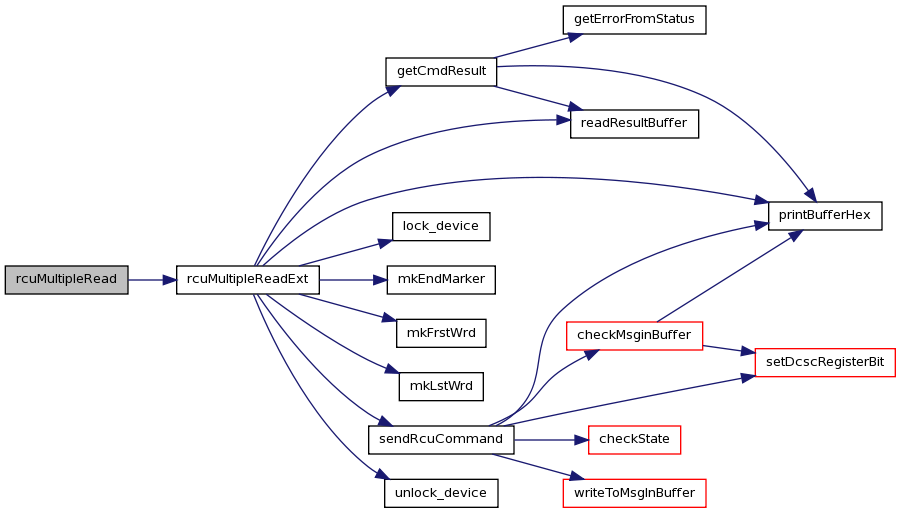 getErrorFromStatus
getCmdResult
readResultBuffer
printBufferHex
lock_device
rcuMultipleRead
rcuMultipleReadExt
mkEndMarker
mkFrstWrd
checkMsginBuffer
setDcscRegisterBit
mkLstWrd
sendRcuCommand
checkState
unlock_device
writeToMsgInBuffer